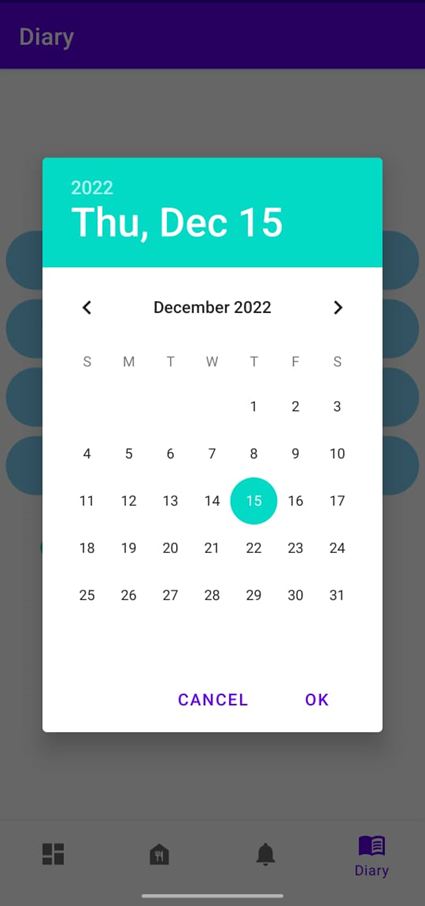 Diary
2022
Thu, Dec 15
December 2022
S M T W T F S
1 2 3
4 5 6 7 8 9 10
11 12 13 14 15 16 17
18 19 20 21 22 23 24
25 26 27 28 29 30 31
CANCEL OK
Diary